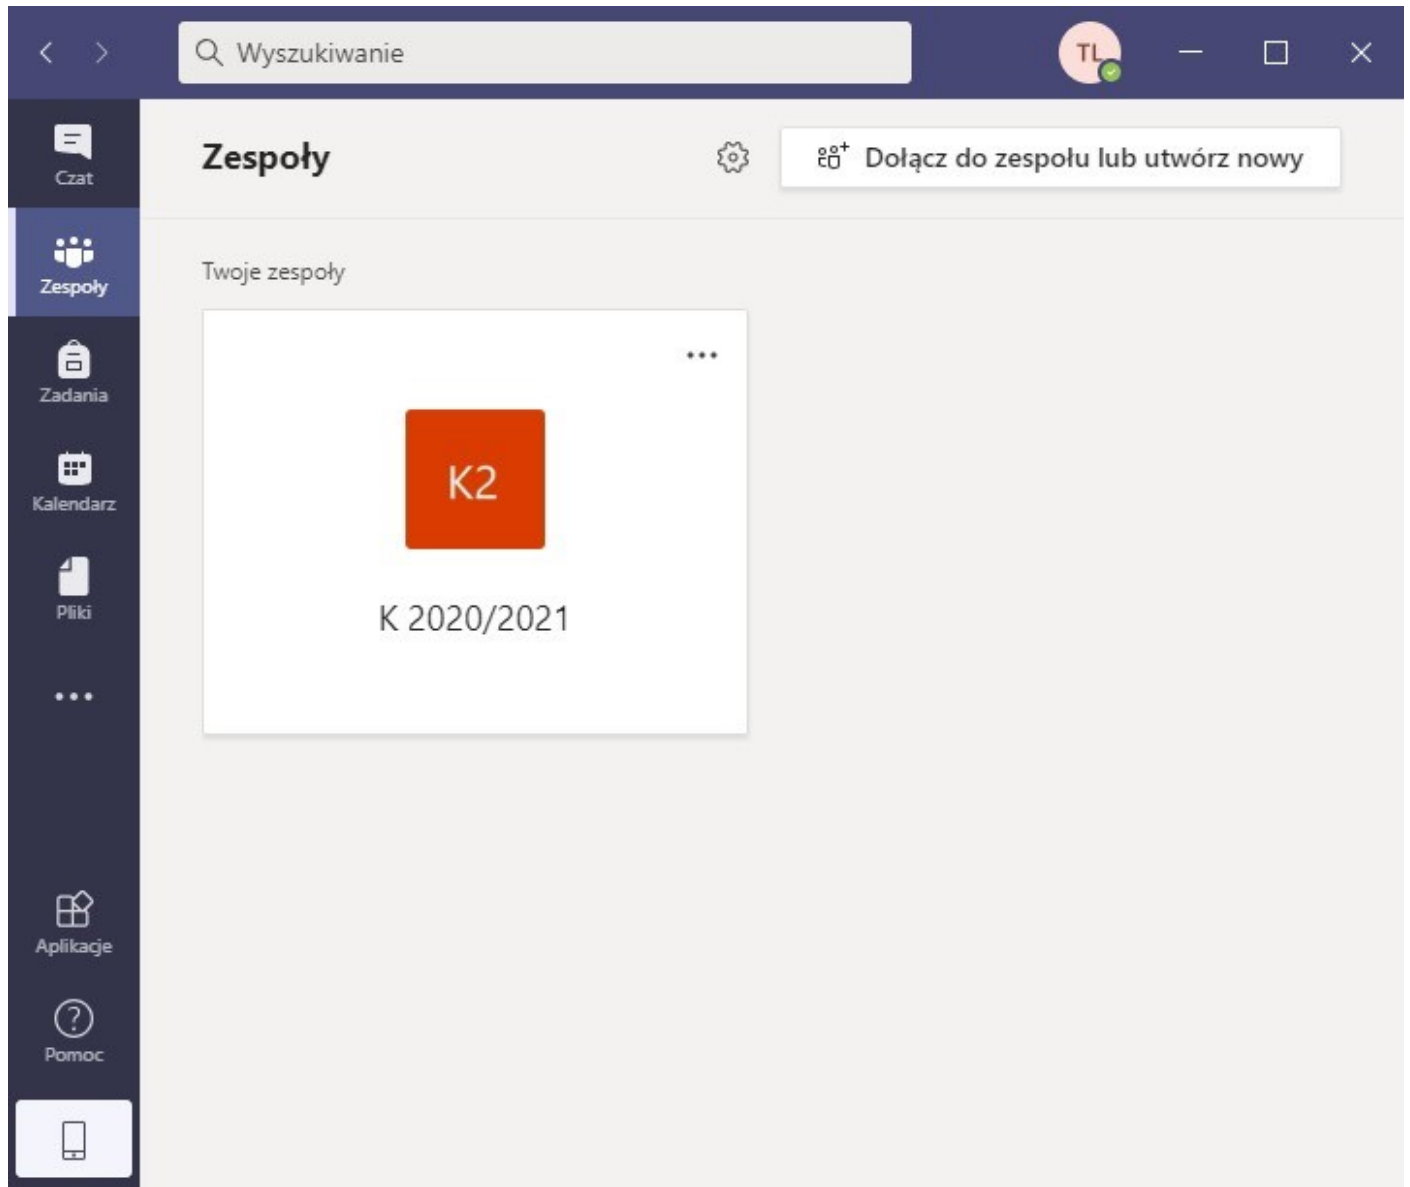 Wyszukiwanie
TL
Czat
Zespoły
Dołącz do zespołu lub utwórz nowy
Zespoły
Twoje zespoły
Zadania
K2
Kalendarz
K 2020/2021
Pliki
Aplikacje
Pomoc